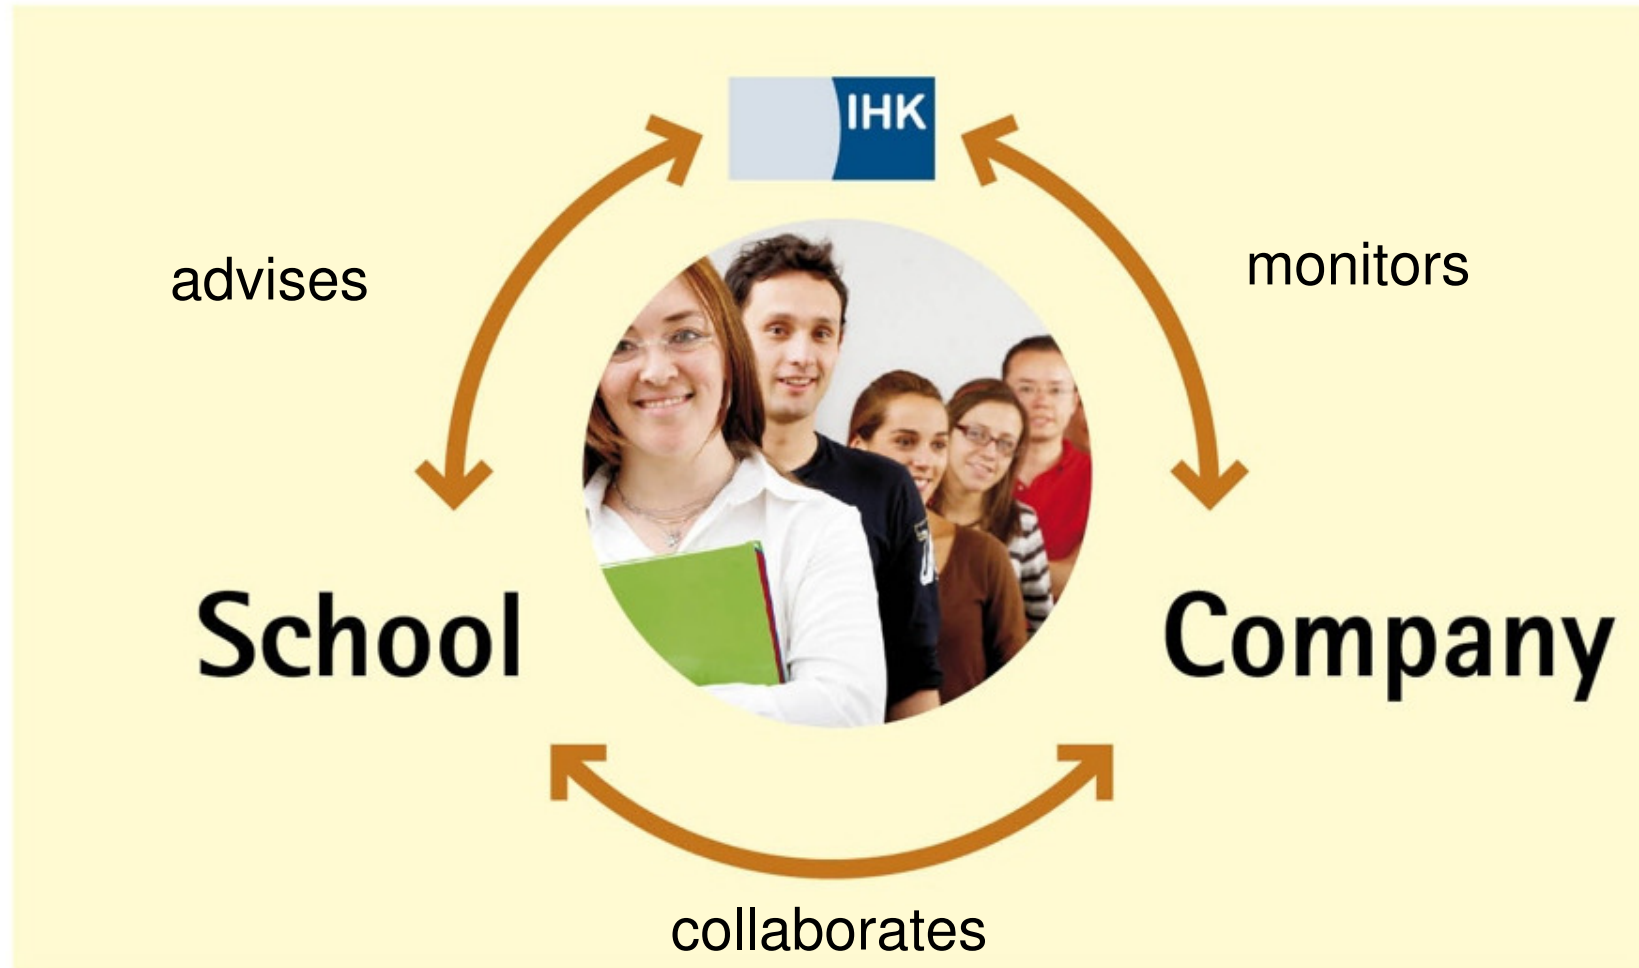 IHK
advises
monitors
School
Company
collaborates